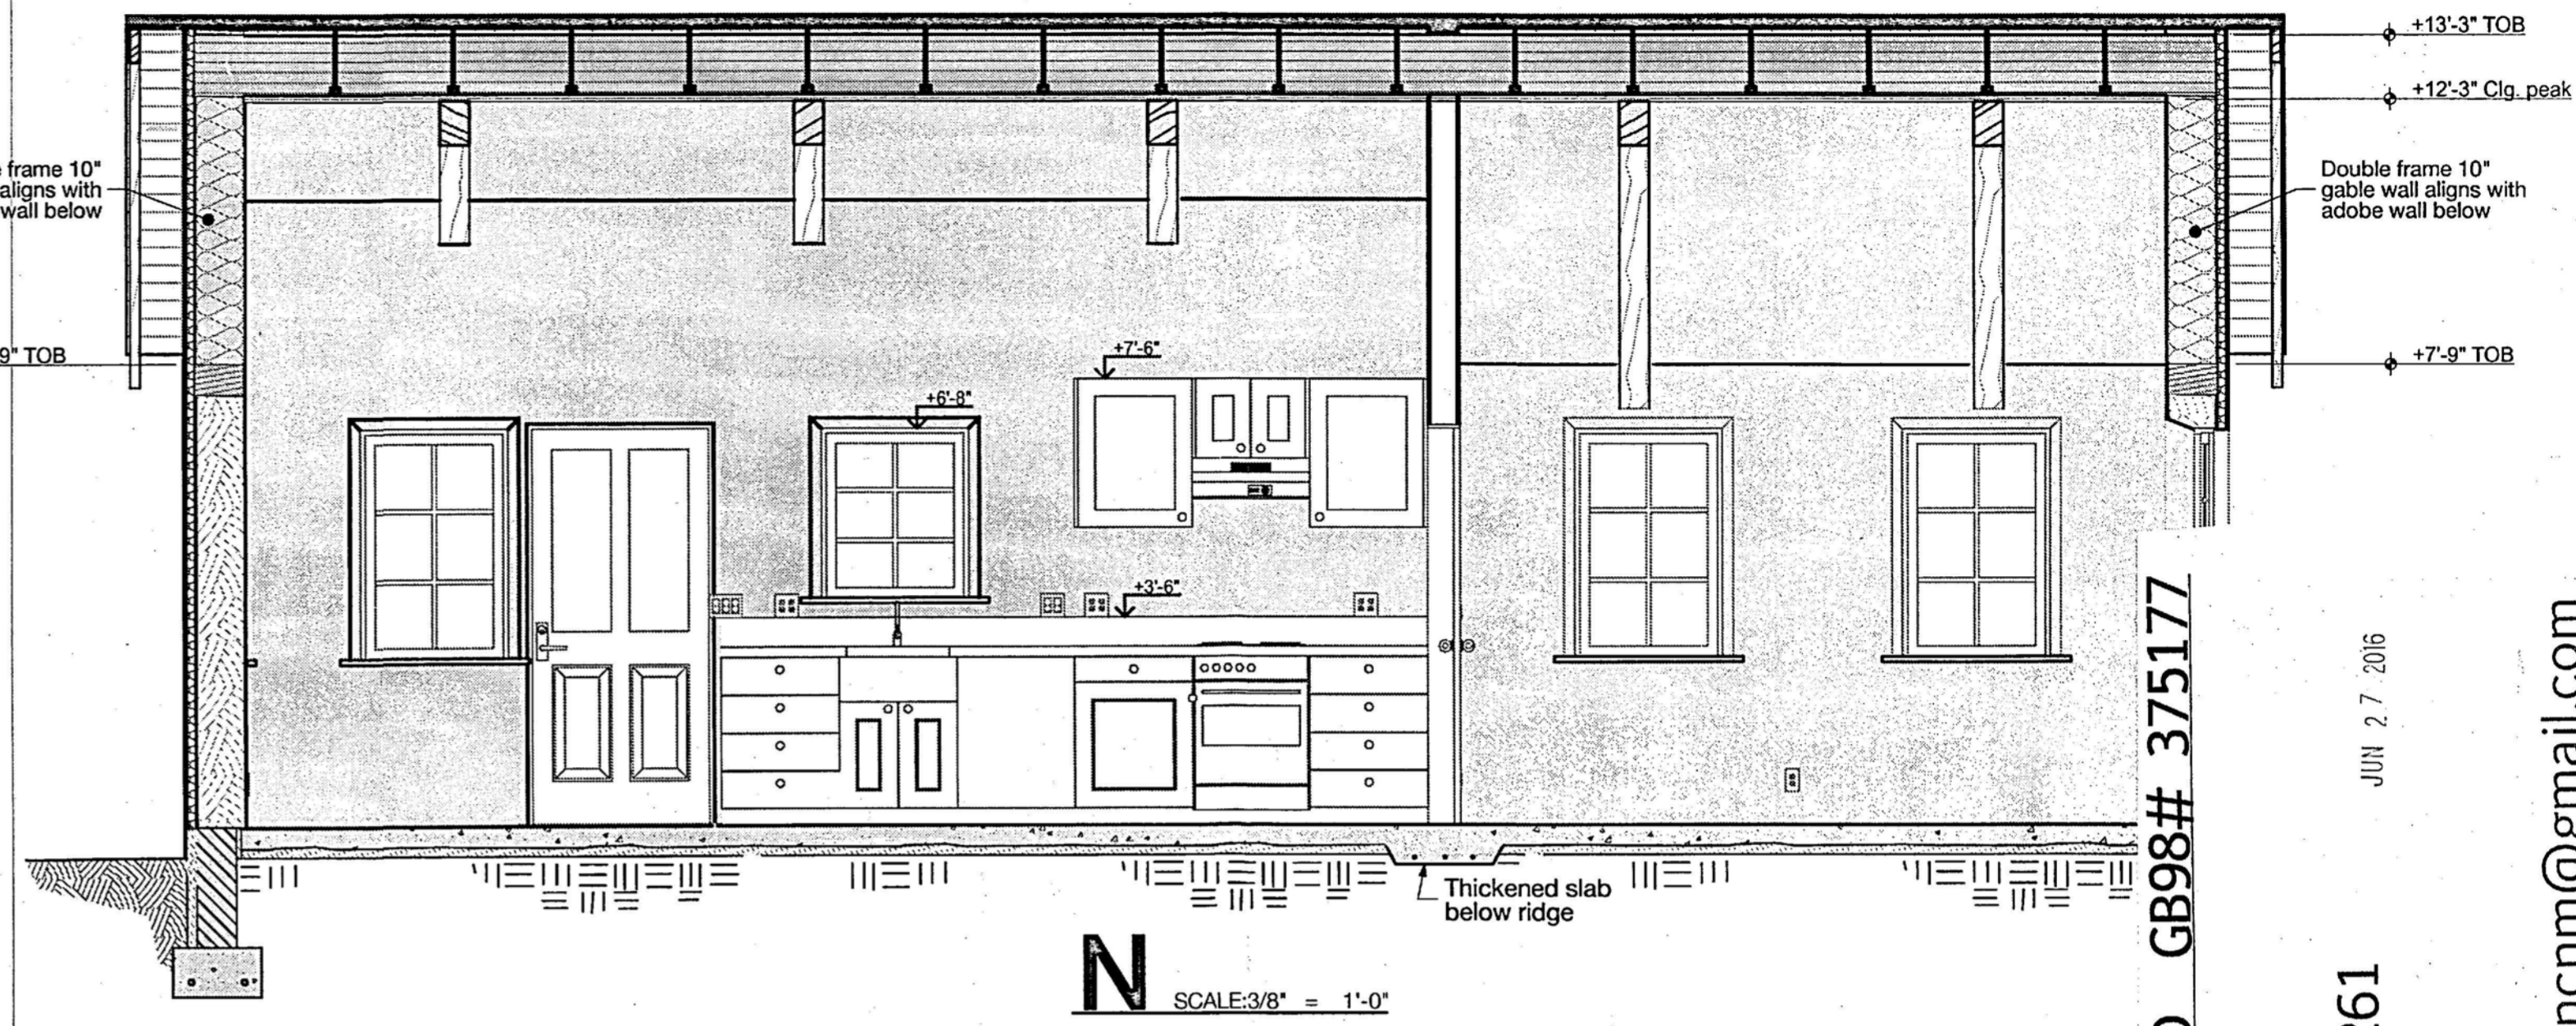 +13'-3" TOB
+12'-3" Clg. peak
frame 10"
aligns with
wall below
Double frame 10"
gable wall aligns with
adobe wall below
9" TOB
+7'-9" TOB
+7'-6"
+6'-8"
+3'-6"
Thickened slab
below ridge
N
SCALE:3/8" = 1'-0"
GB98# 375177
JUN 27 2016
261
ncnm@gmail.com